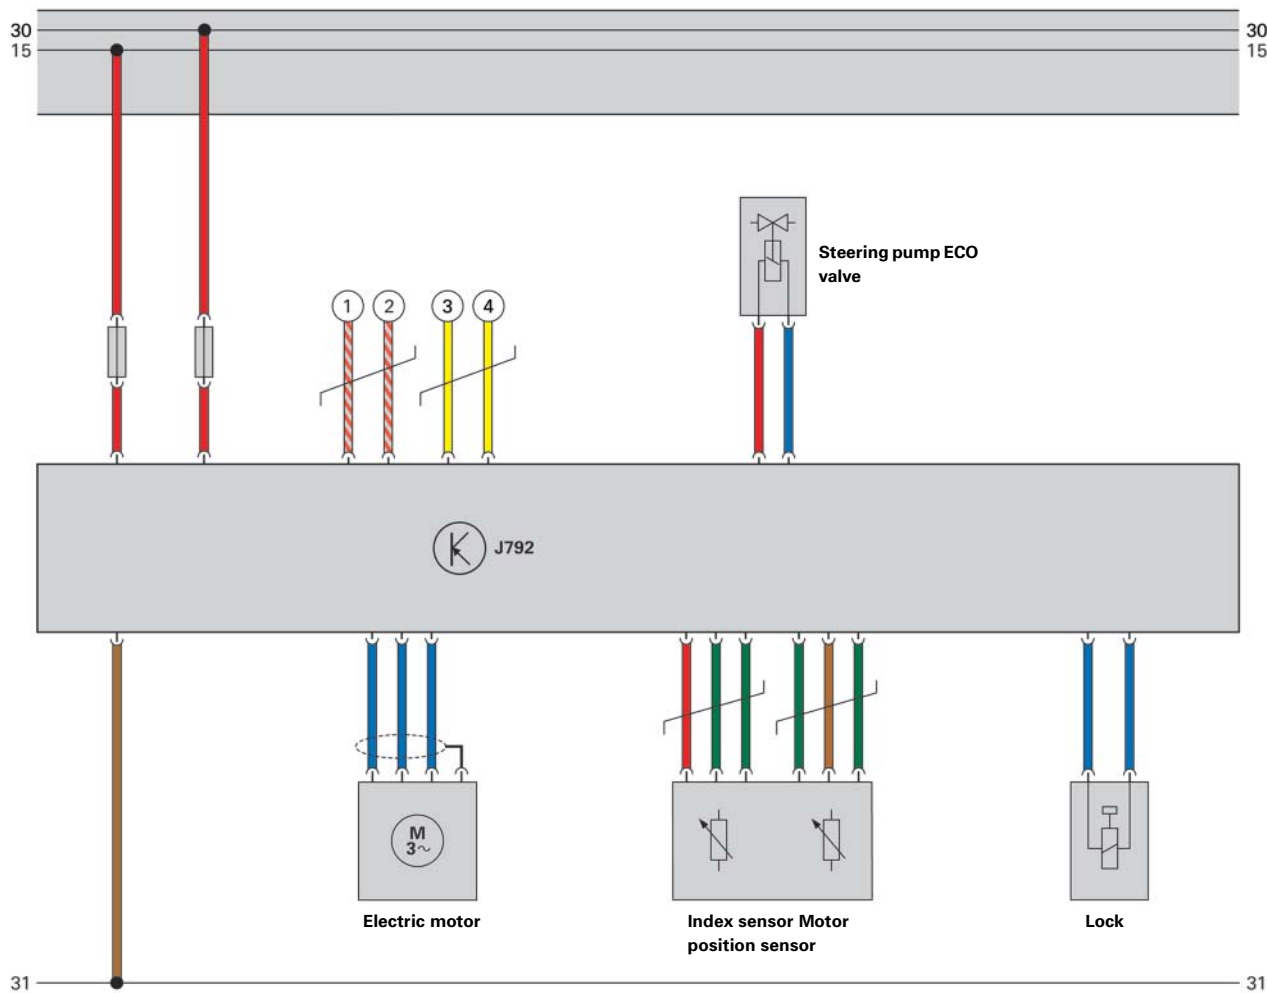 30
30
15
15
Steering pump ECO
valve
1
2
3
4
J792
M
3~
Electric motor
Index sensor Motor
position sensor
Lock
31
31